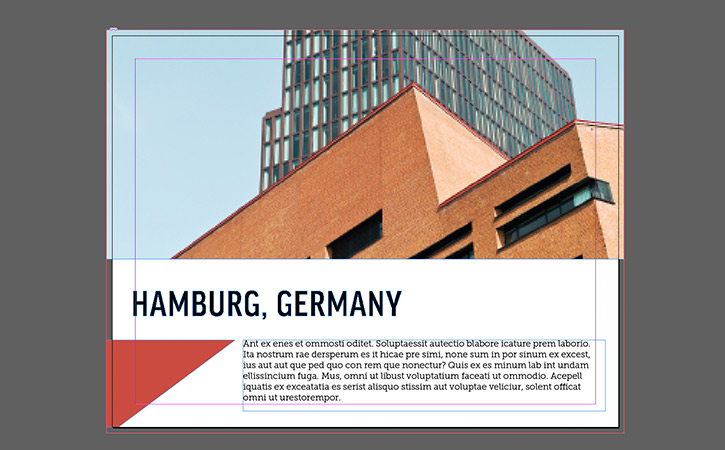 HAMBURG, GERMANY
Ant ex enes et ommosti oditet. Soluptaessit autectio blabore icature prem laborio.
Ita nostrum rae dersperum es it hicae pre simi, none sum in por sinum ex excest,
ius aut aut que ped quo con rem que nonectur? Quis ex es minum lab int undam
ellissincium fuga. Mus, omni ut libust voluptatium faceati ut ommodio. Acepell
iquatis ex exceatatia es serist alisquo stissim aut voluptae veliciur, solent officat
omni ut urestorempor.